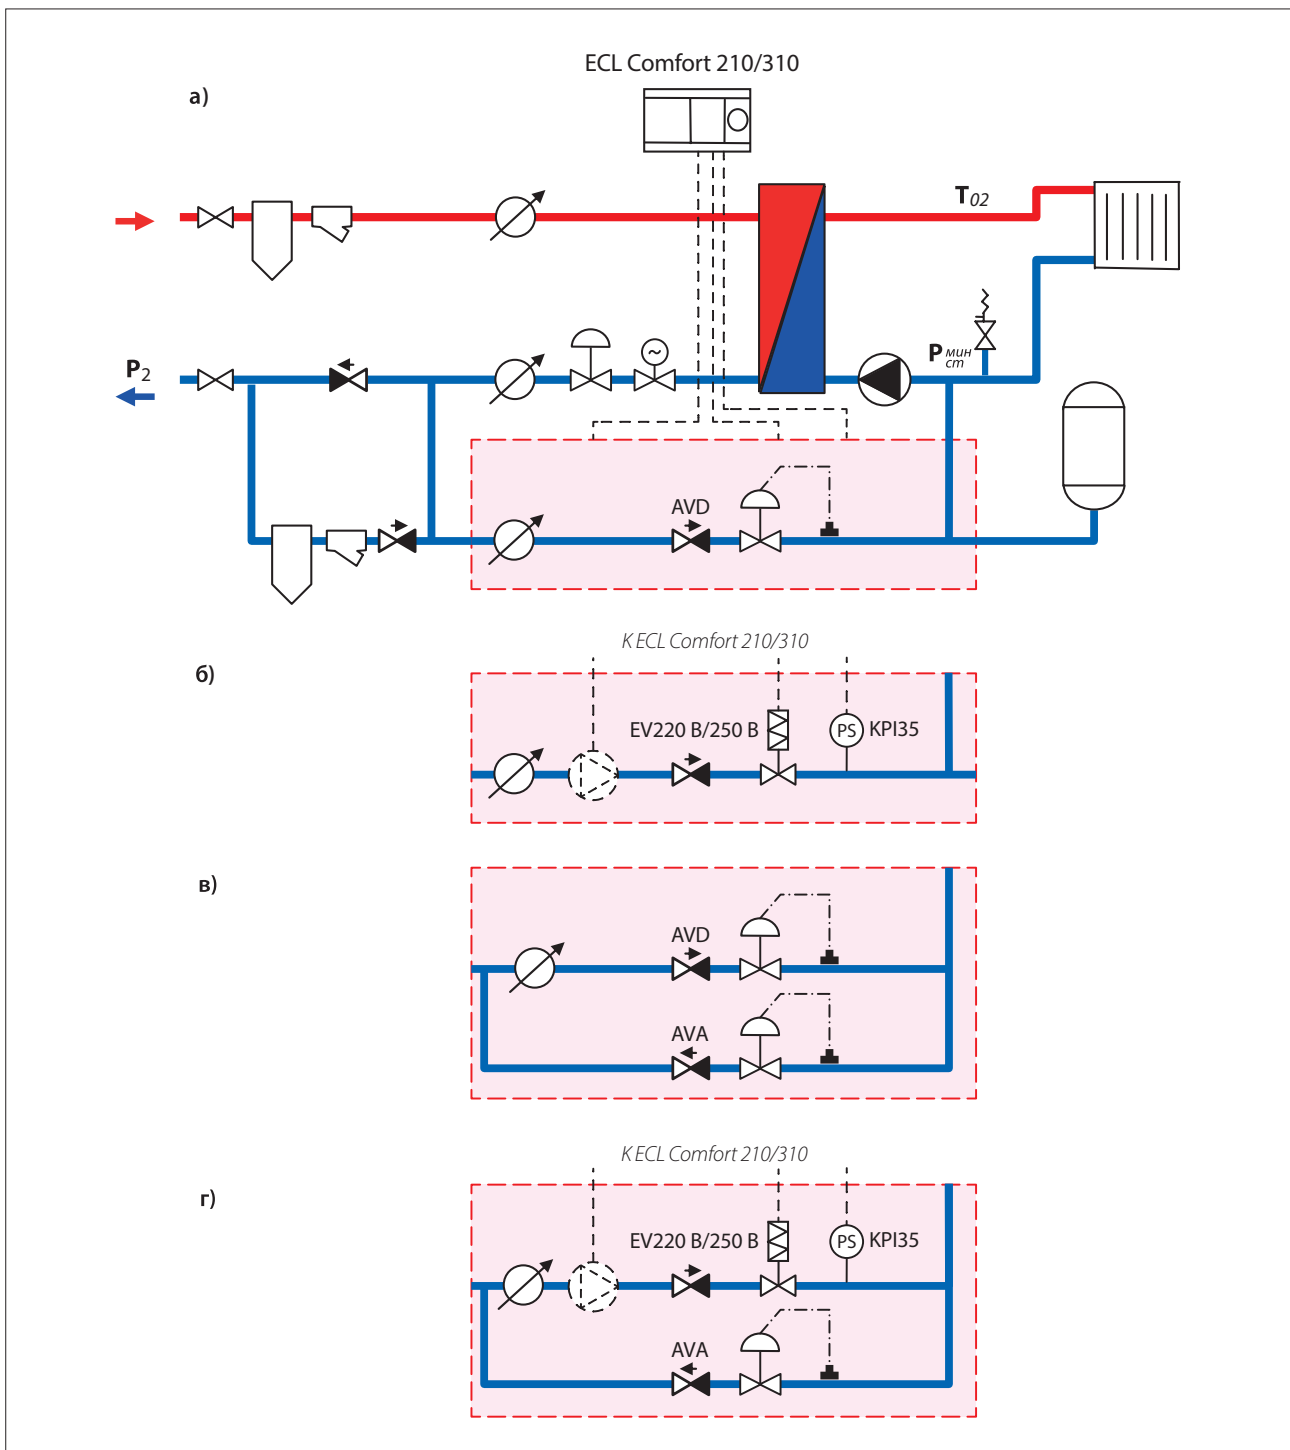 ECL Comfort 210/310
а)
T02
P2
Pмин ст
~
AVD
К ECL Comfort 210/310
б)
EV220 B/250 B
PS
KPI35
в)
AVD
AVA
К ECL Comfort 210/310
г)
EV220 B/250 B
PS
KPI35
AVA